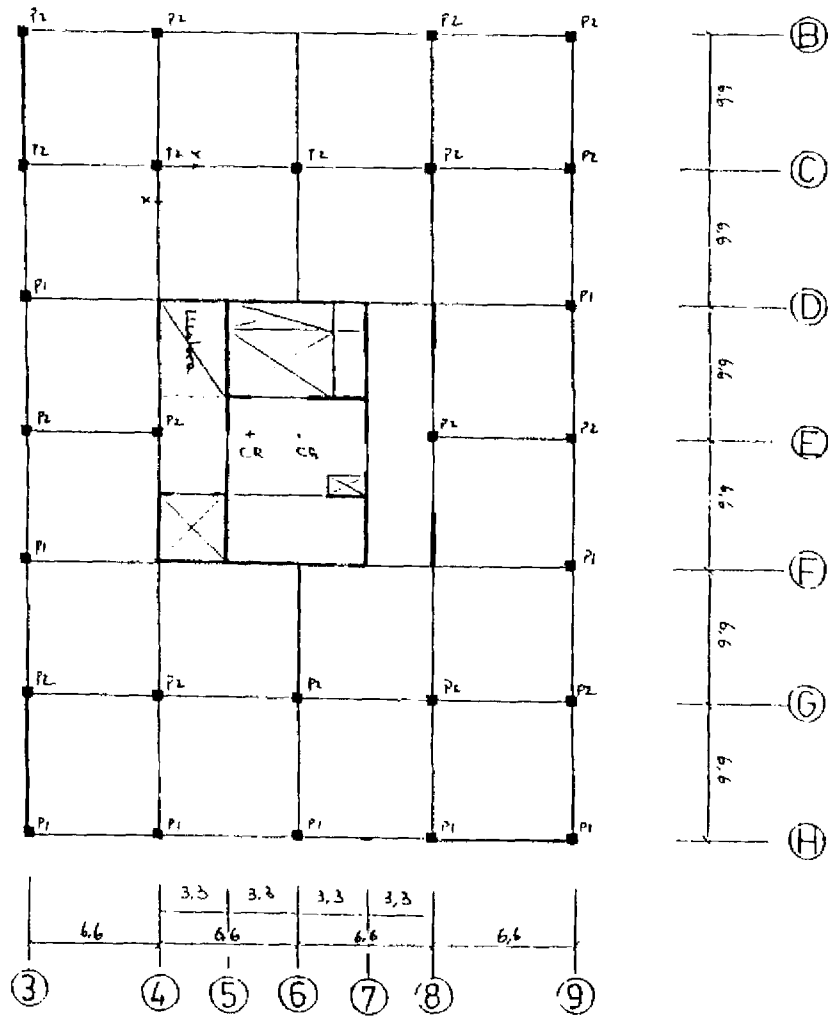 P2 P2 P2 P2 B
6,6
P2 P2 x P2 P2 P2 C
6,6
P1 P1 D
6,6
P2 P2 P2 P2 E
CR CG
6,6
P1 P1 F
6,6
P2 P2 P2 P2 P2 G
6,6
P1 P1 P1 P1 P1 H
3,3 3,3 3,3 3,3
6,6 6,6 6,6 6,6
3 4 5 6 7 8 9